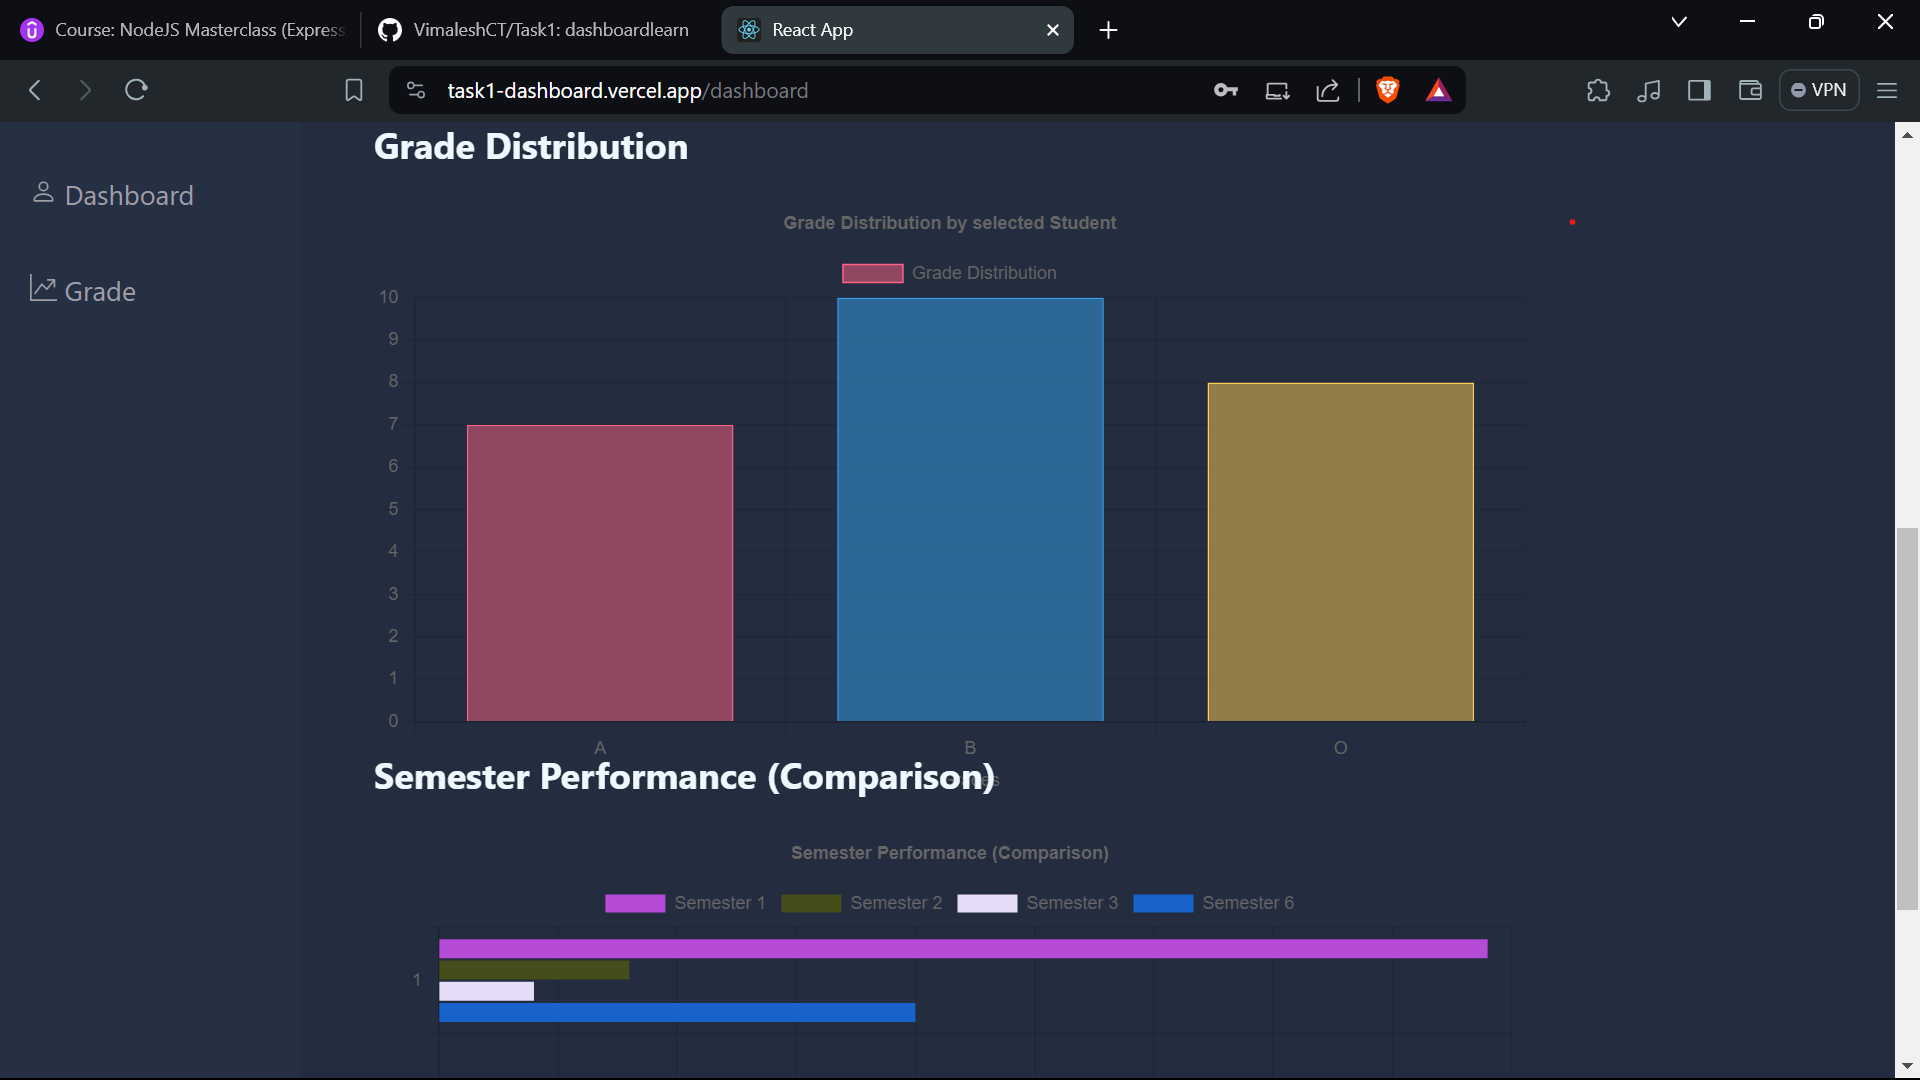 Course: NodeJS Masterclass (Express
VimaleshCT/Task1: dashboardlearn
React App
task1-dashboard.vercel.app/dashboard
VPN
Dashboard
Grade
Grade Distribution
Grade Distribution by selected Student
Grade Distribution
10
9
8
7
6
5
4
3
2
1
0
A B O
Semester Performance (Comparison)
Semester Performance (Comparison)
Semester 1 Semester 2 Semester 3 Semester 6
1